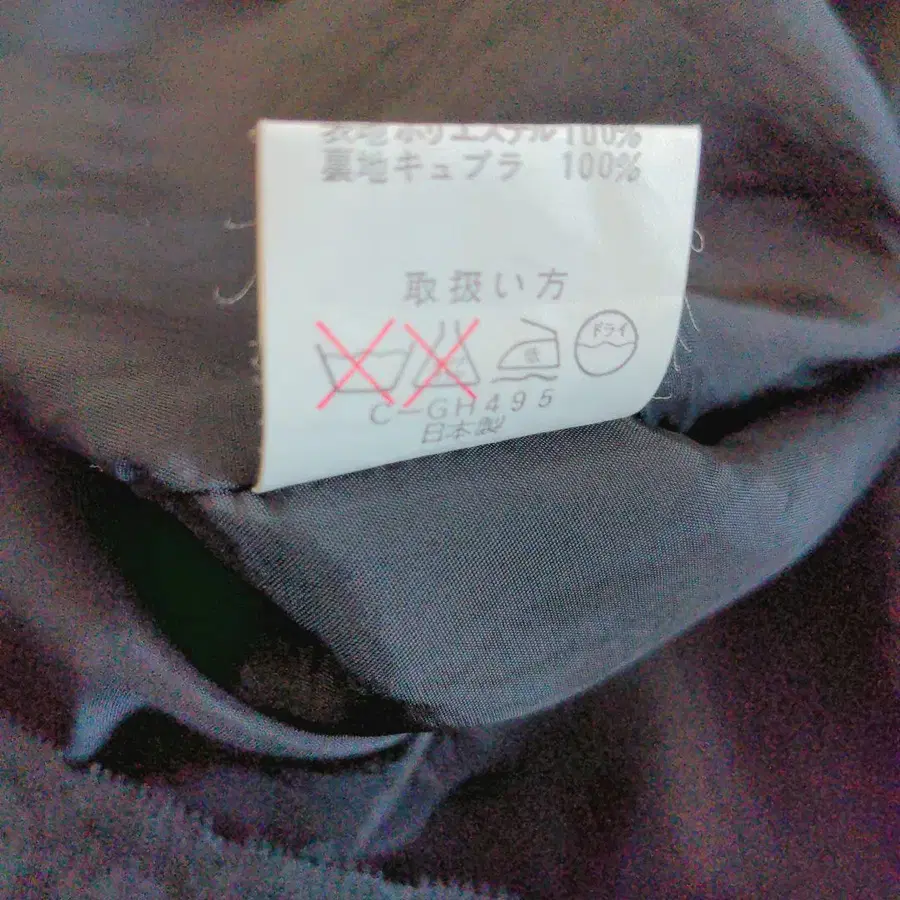 表地ポリエステル100%
裏地キュプラ 100%
取扱い方
低 ドライ
C-GH495
日本製